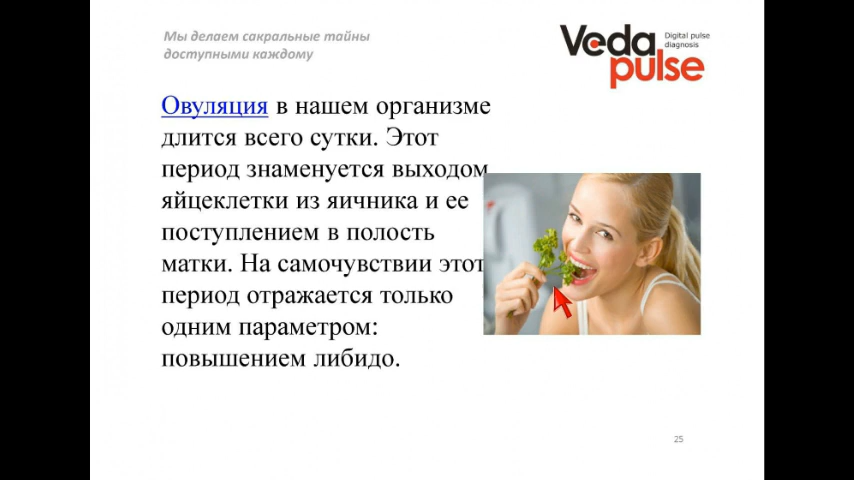 Мы делаем сакральные тайны
доступными каждому
Veda
pulse
Digital pulse
diagnosis
Овуляция в нашем организме
длится всего сутки. Этот
период знаменуется выходом
яйцеклетки из яичника и ее
поступлением в полость
матки. На самочувствии этот
период отражается только
одним параметром:
повышением либидо.
25